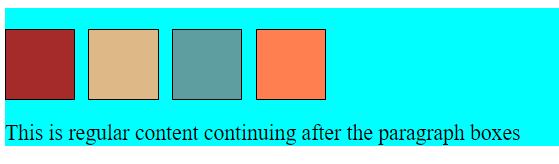 This is regular content continuing after the paragraph boxes